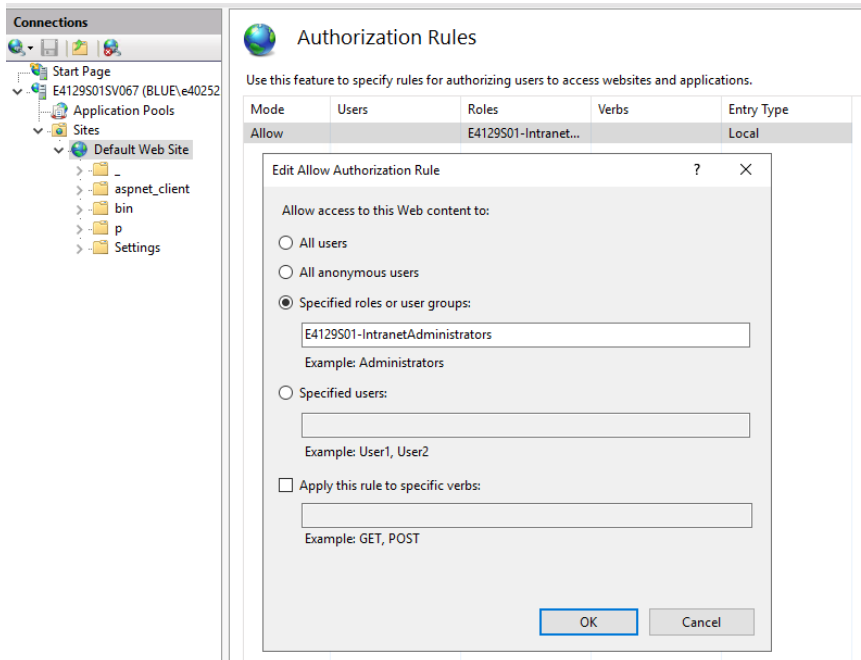 Connections
Start Page
E4129S01SV067 (BLUE\e40252
Application Pools
Sites
Default Web Site
_
aspnet_client
bin
p
Settings
Authorization Rules
Use this feature to specify rules for authorizing users to access websites and applications.
Mode Users Roles Verbs Entry Type
Allow E4129S01-Intranet... Local
Edit Allow Authorization Rule ?
Allow access to this Web content to:
All users
All anonymous users
Specified roles or user groups:
E4129S01-IntranetAdministrators
Example: Administrators
Specified users:
Example: User1, User2
Apply this rule to specific verbs:
Example: GET, POST
OK Cancel